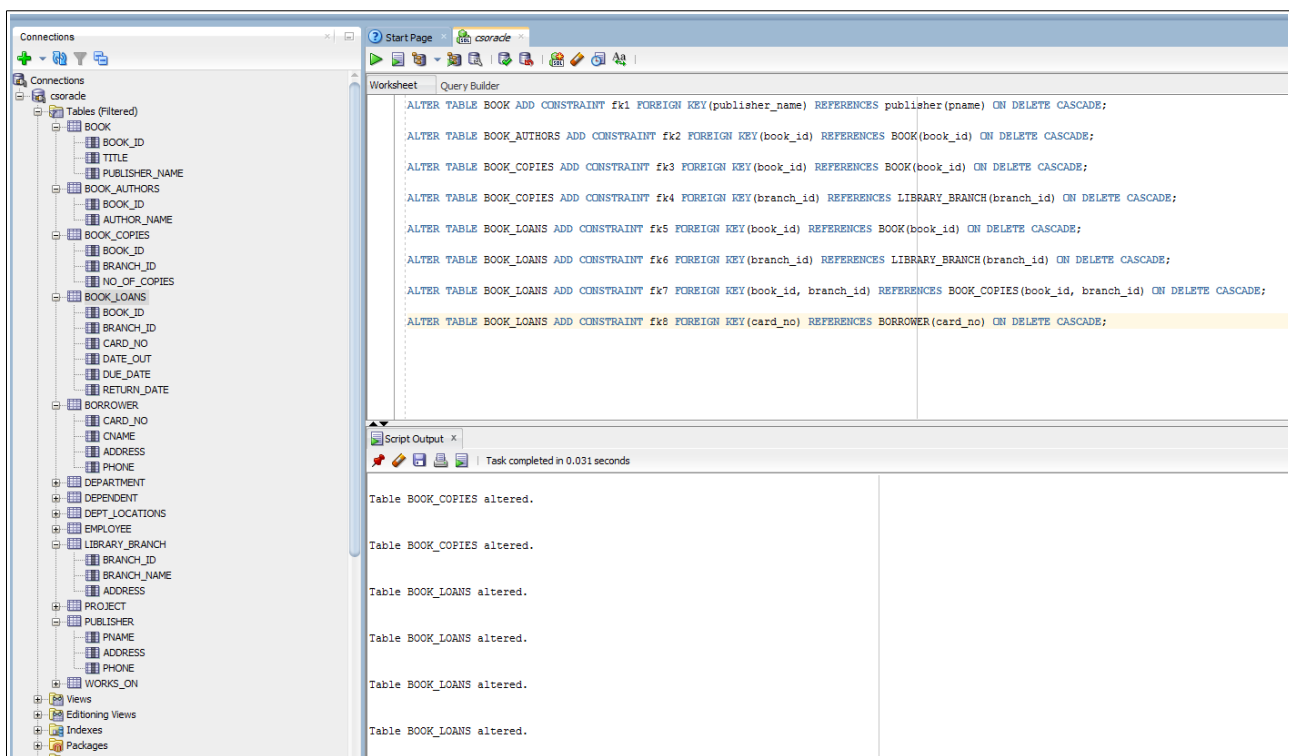 Connections
Connections
csoracle
Tables (Filtered)
BOOK
BOOK_ID
TITLE
PUBLISHER_NAME
BOOK_AUTHORS
BOOK_ID
AUTHOR_NAME
BOOK_COPIES
BOOK_ID
BRANCH_ID
NO_OF_COPIES
BOOK_LOANS
BOOK_ID
BRANCH_ID
CARD_NO
DATE_OUT
DUE_DATE
RETURN_DATE
BORROWER
CARD_NO
CNAME
ADDRESS
PHONE
DEPARTMENT
DEPENDENT
DEPT_LOCATIONS
EMPLOYEE
LIBRARY_BRANCH
BRANCH_ID
BRANCH_NAME
ADDRESS
PROJECT
PUBLISHER
PNAME
ADDRESS
PHONE
WORKS_ON
Views
Editioning Views
Indexes
Packages
Start Page csoracle
Worksheet Query Builder
ALTER TABLE BOOK ADD CONSTRAINT fk1 FOREIGN KEY(publisher_name) REFERENCES publisher(pname) ON DELETE CASCADE;
ALTER TABLE BOOK_AUTHORS ADD CONSTRAINT fk2 FOREIGN KEY(book_id) REFERENCES BOOK(book_id) ON DELETE CASCADE;
ALTER TABLE BOOK_COPIES ADD CONSTRAINT fk3 FOREIGN KEY(book_id) REFERENCES BOOK(book_id) ON DELETE CASCADE;
ALTER TABLE BOOK_COPIES ADD CONSTRAINT fk4 FOREIGN KEY(branch_id) REFERENCES LIBRARY_BRANCH(branch_id) ON DELETE CASCADE;
ALTER TABLE BOOK_LOANS ADD CONSTRAINT fk5 FOREIGN KEY(book_id) REFERENCES BOOK(book_id) ON DELETE CASCADE;
ALTER TABLE BOOK_LOANS ADD CONSTRAINT fk6 FOREIGN KEY(branch_id) REFERENCES LIBRARY_BRANCH(branch_id) ON DELETE CASCADE;
ALTER TABLE BOOK_LOANS ADD CONSTRAINT fk7 FOREIGN KEY(book_id, branch_id) REFERENCES BOOK_COPIES(book_id, branch_id) ON DELETE CASCADE;
ALTER TABLE BOOK_LOANS ADD CONSTRAINT fk8 FOREIGN KEY(card_no) REFERENCES BORROWER(card_no) ON DELETE CASCADE;
Script Output x
Task completed in 0.031 seconds
Table BOOK_COPIES altered.
Table BOOK_COPIES altered.
Table BOOK_LOANS altered.
Table BOOK_LOANS altered.
Table BOOK_LOANS altered.
Table BOOK_LOANS altered.